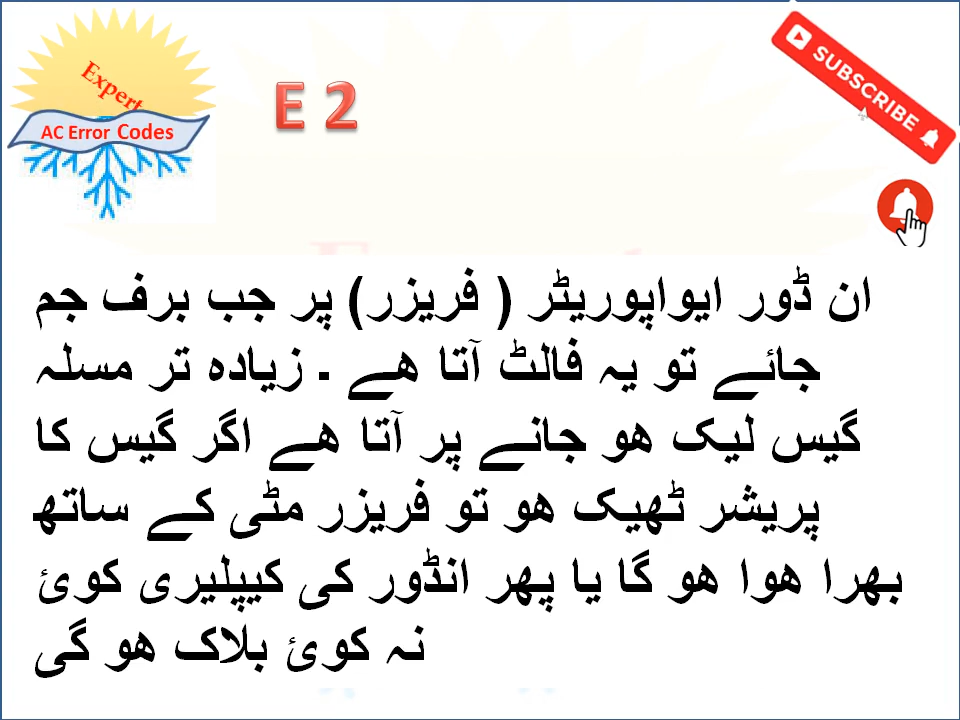 Expert
AC Error Codes
E 2
SUBSCRIBE
ان ڈور ایواپوریٹر ( فریزر) پر جب برف جم
جائے تو یہ فالٹ آتا ھے ۔ زیادہ تر مسلہ
گیس لیک ھو جانے پر آتا ھے اگر گیس کا
پریشر ٹھیک ھو تو فریزر مٹی کے ساتھ
بھرا ھوا ھو گا یا پھر انڈور کی کیپلیری کوئ
نہ کوئ بلاک ھو گی